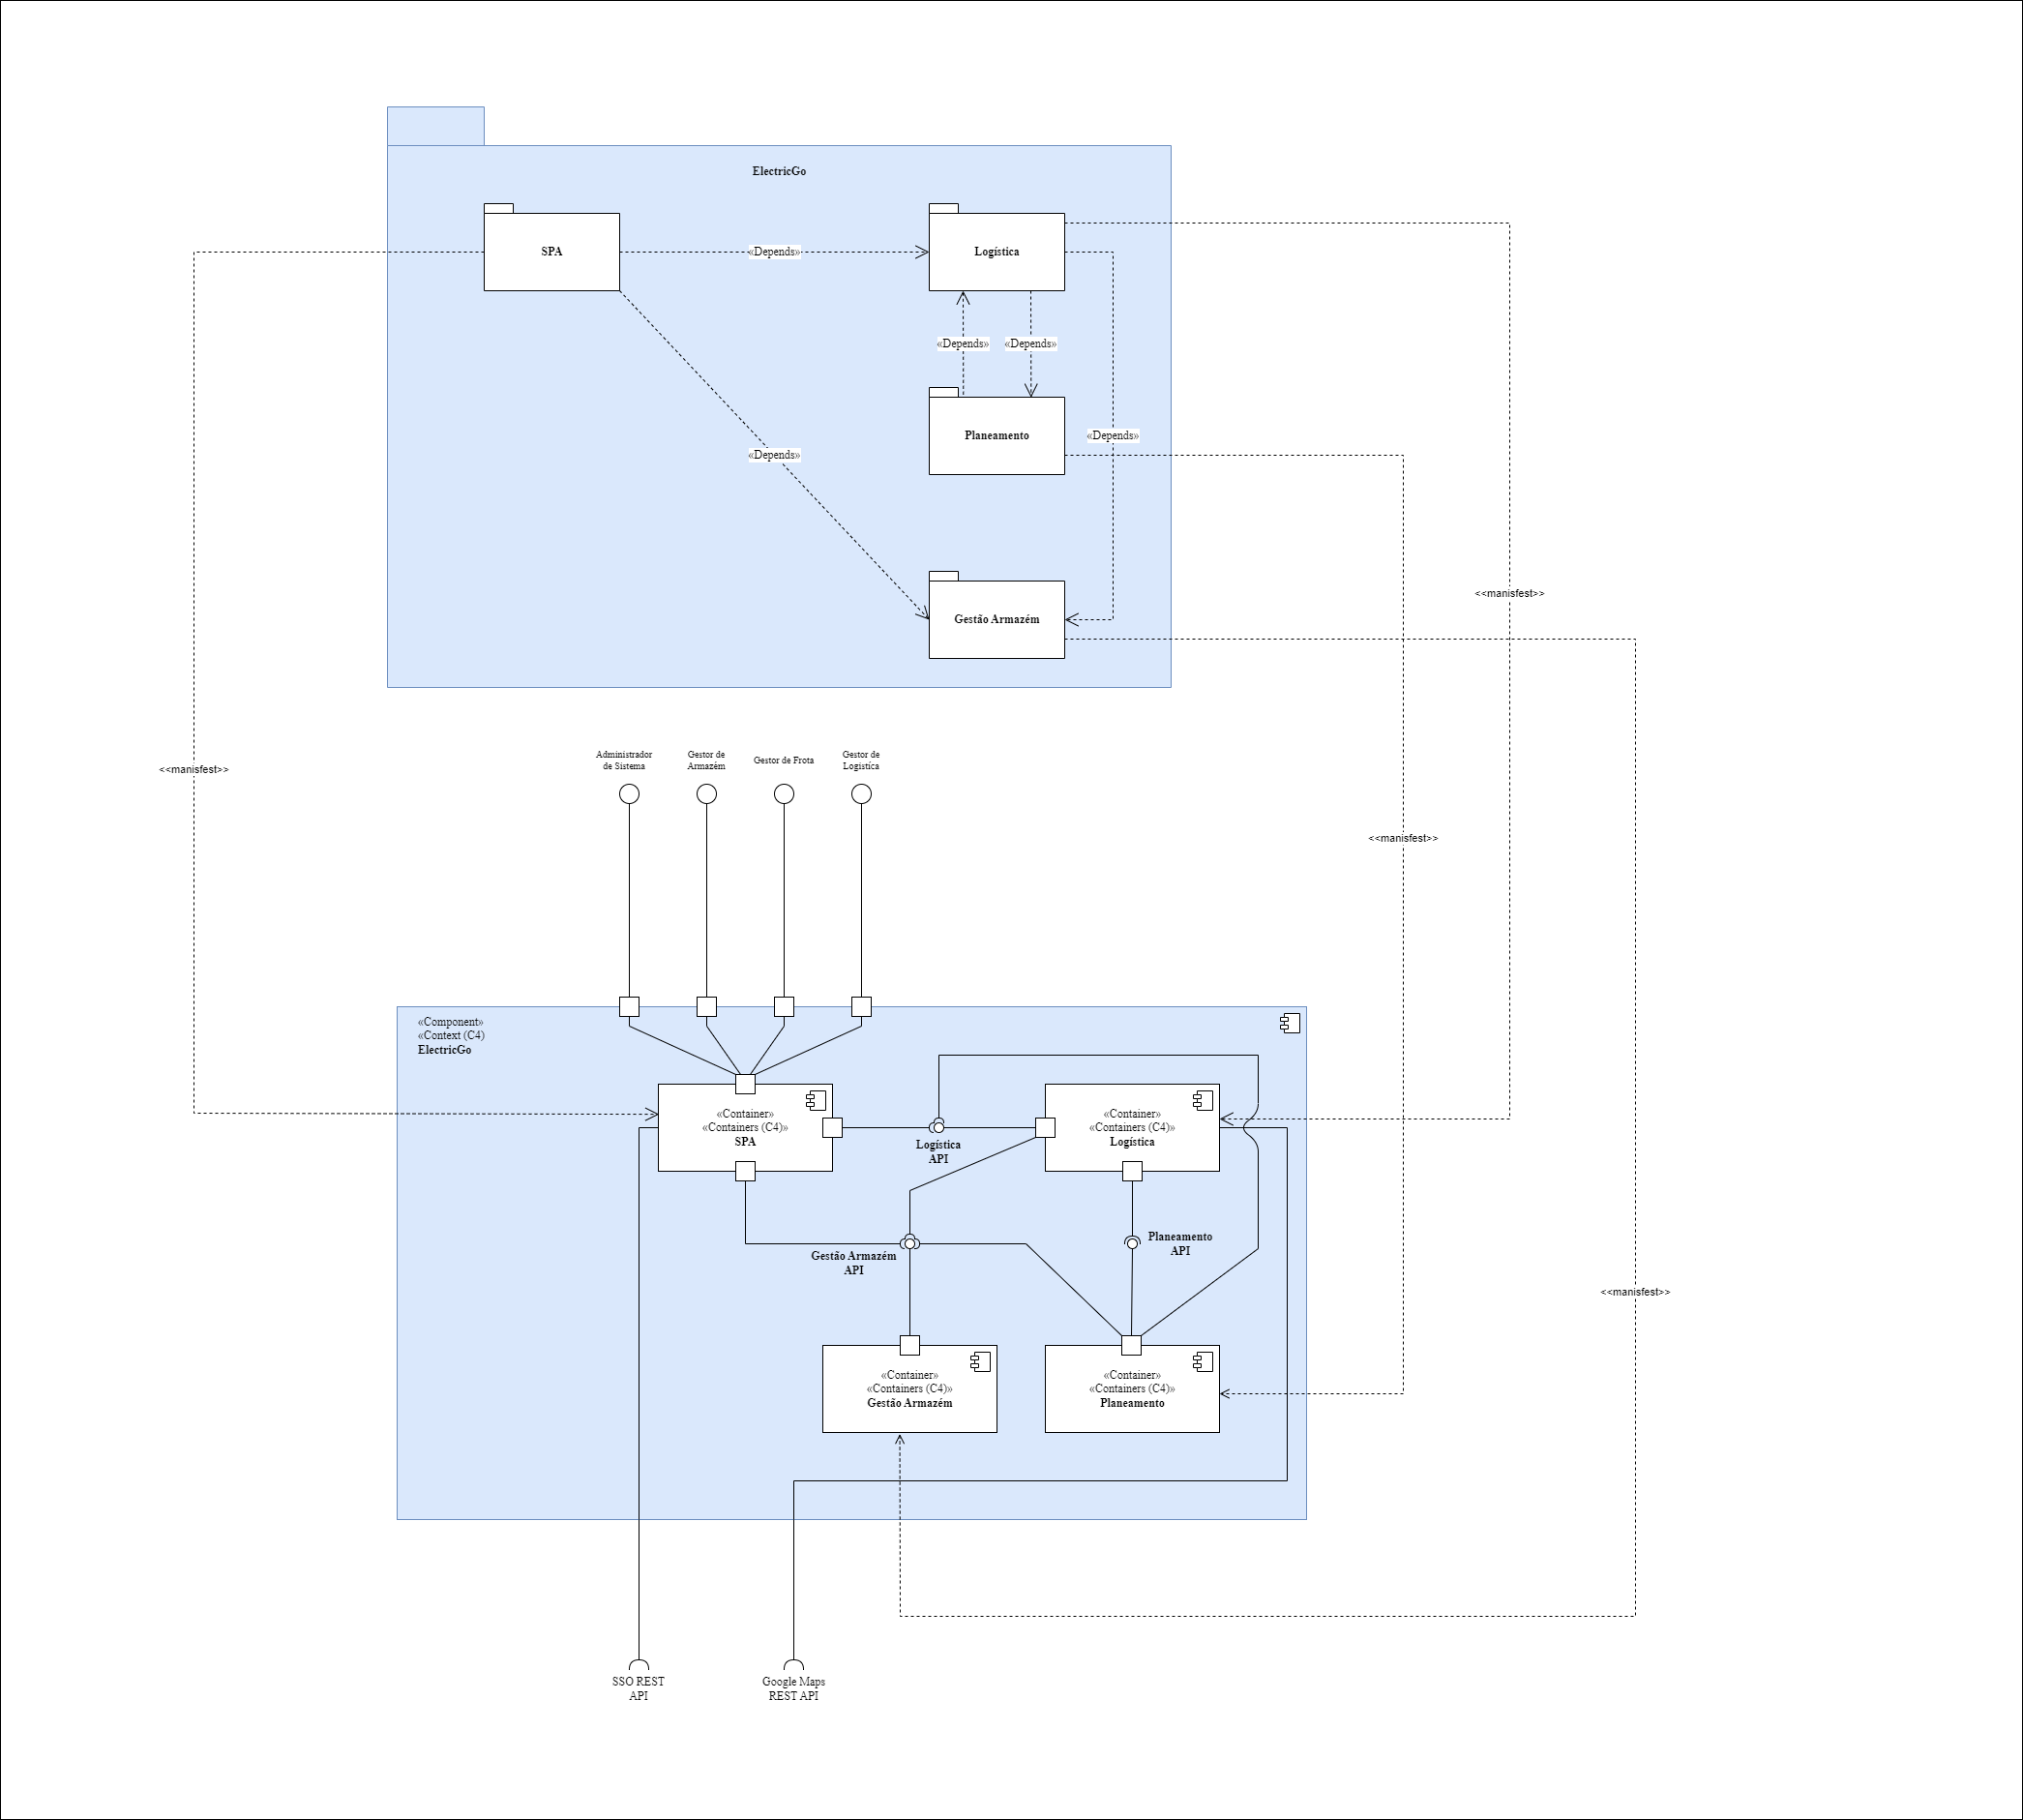 ElectricGo
SPA
«Depends»
Logística
«Depends»
«Depends»
Planeamento
«Depends»
«Depends»
Gestão Armazém
<<manisfest>>
<<manisfest>>
<<manisfest>>
<<manisfest>>
Administrador
de Sistema
Gestor de
Armazém
Gestor de Frota
Gestor de
Logística
«Component»
«Context (C4)
ElectricGo
«Container»
«Containers (C4)»
SPA
Logística
API
«Container»
«Containers (C4)»
Logística
Gestão Armazém
API
Planeamento
API
«Container»
«Containers (C4)»
Gestão Armazém
«Container»
«Containers (C4)»
Planeamento
SSO REST
API
Google Maps
REST API